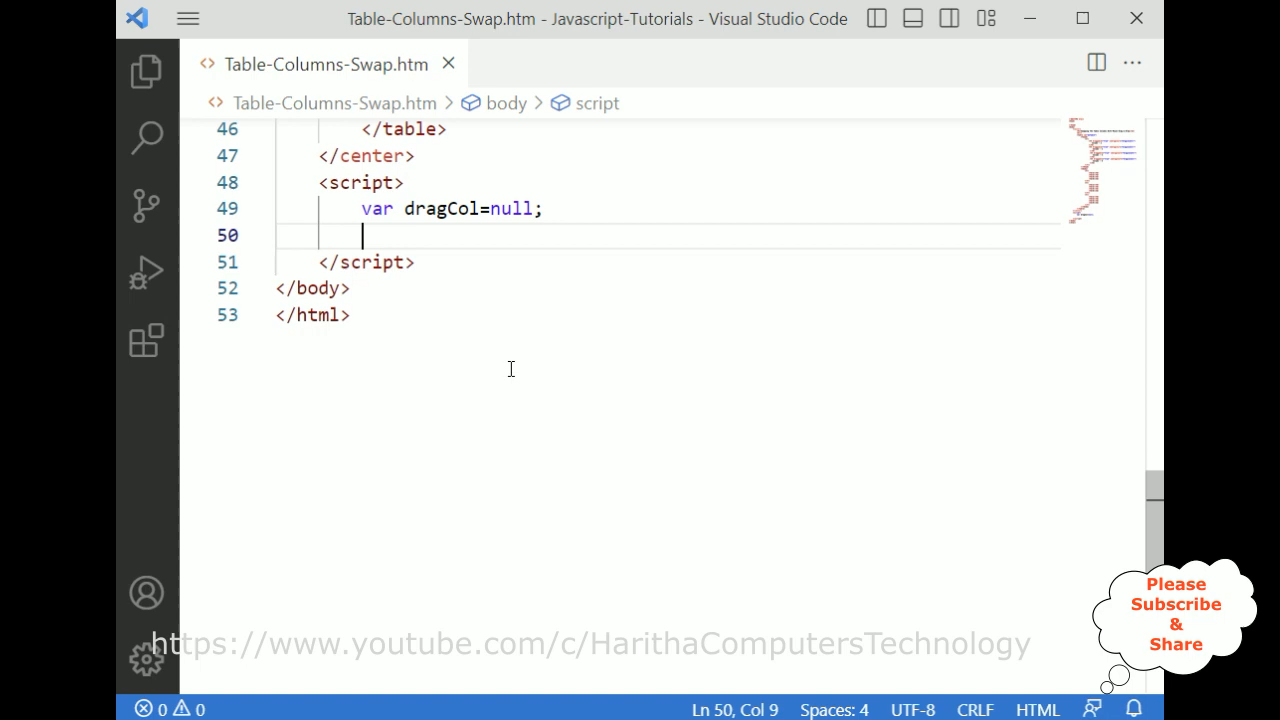 Table-Columns-Swap.htm - Javascript-Tutorials - Visual Studio Code
Table-Columns-Swap.htm
Table-Columns-Swap.htm > body > script
46 </table>
47 </center>
48 <script>
49 var dragCol=null;
50
51 </script>
52 </body>
53 </html>
Please
Subscribe
&
Share
https://www.youtube.com/c/HarithaComputersTechnology
0 0 Ln 50, Col 9 Spaces: 4 UTF-8 CRLF HTML